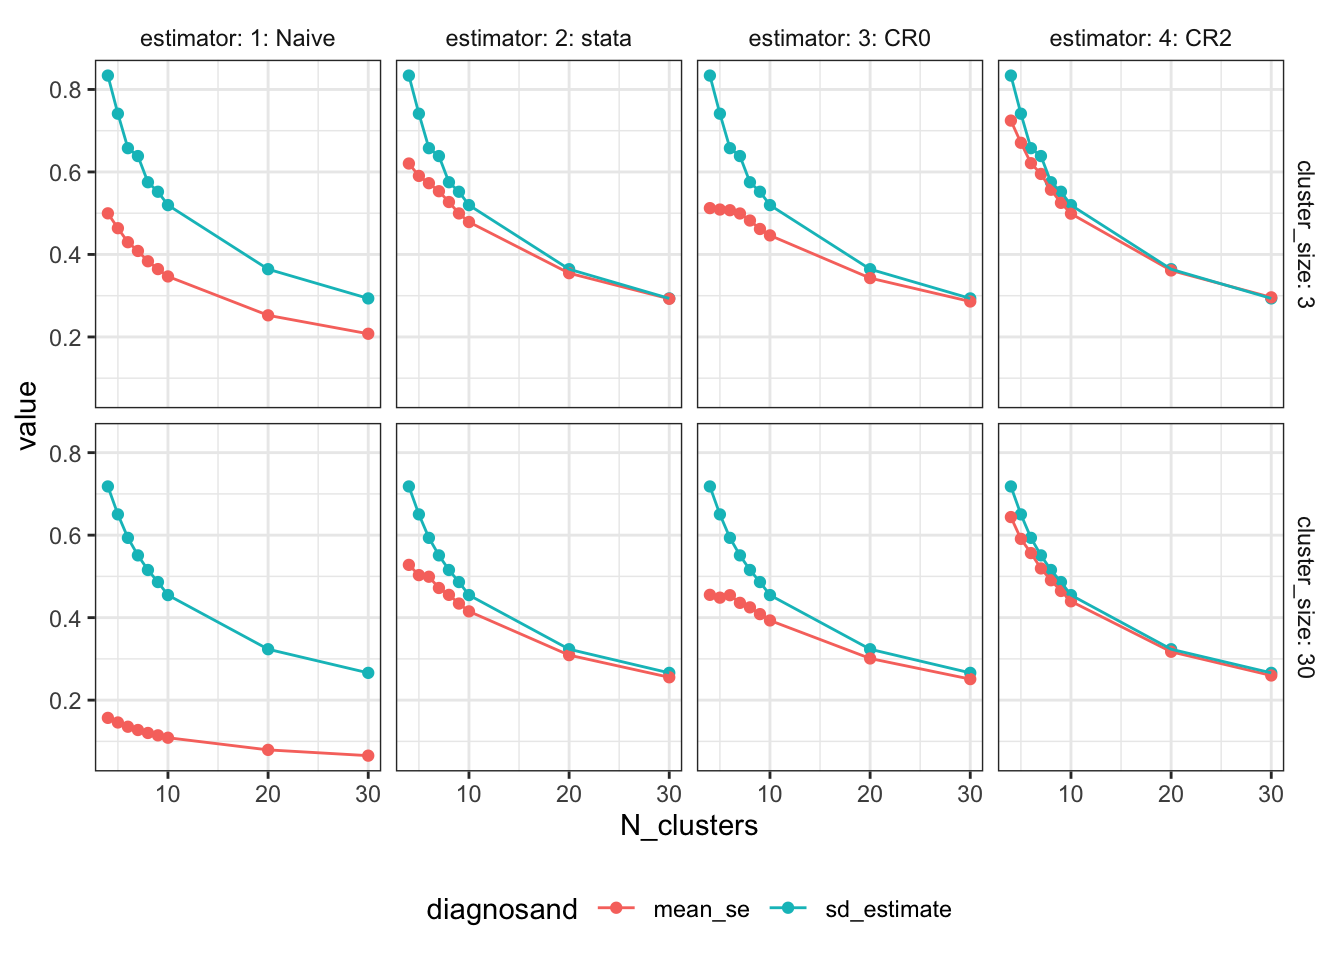 estimator: 1: Naive
estimator: 2: stata
estimator: 3: CR0
estimator: 4: CR2
0.8
0.6
0.4
0.2
cluster_size: 3
value
0.8
0.6
0.4
0.2
cluster_size: 30
10 20 30
10 20 30
10 20 30
10 20 30
N_clusters
diagnosand mean_se sd_estimate